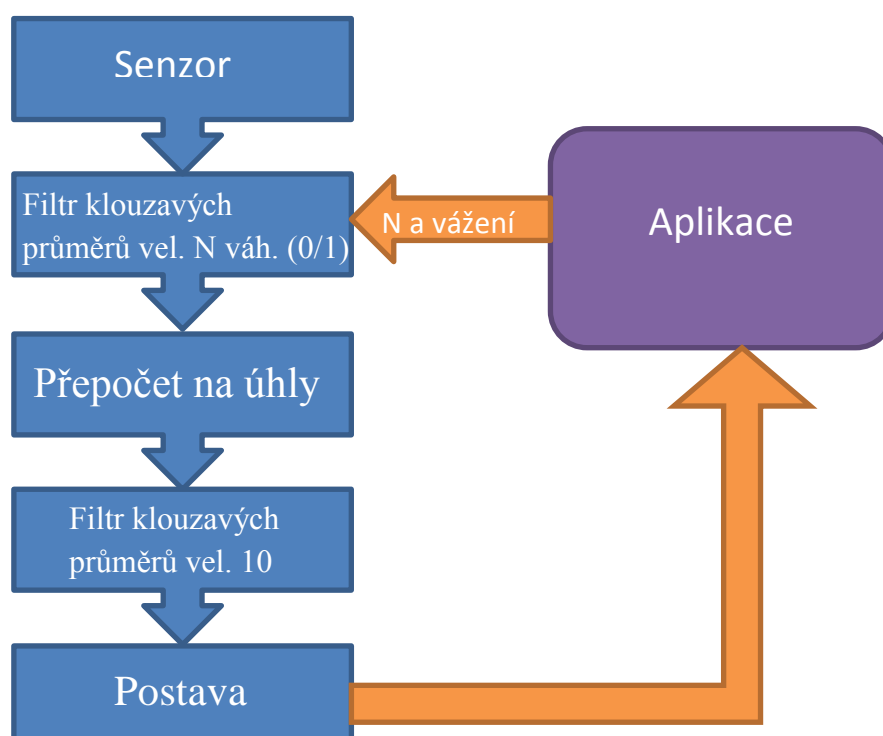 Senzor
Filtr klouzavých
průměrů vel. N váh. (0/1)
N a vážení
Aplikace
Přepočet na úhly
Filtr klouzavých
průměrů vel. 10
Postava